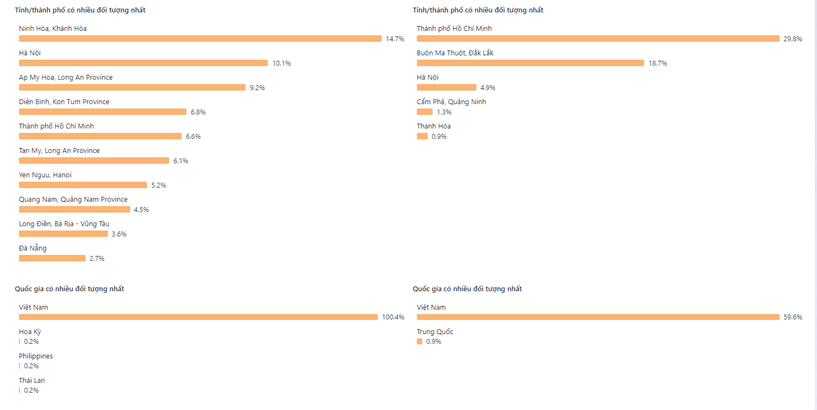 Tỉnh/thành phố có nhiều đối tượng nhất
Ninh Hòa, Khánh Hòa
14.7%
Hà Nội
10.1%
Ap My Hoa, Long An Province
9.2%
Diên Bình, Kon Tum Province
6.8%
Thành phố Hồ Chí Minh
6.6%
Tan My, Long An Province
6.1%
Yen Nguu, Hanoi
5.2%
Quang Nam, Quảng Nam Province
4.5%
Long Điền, Bà Rịa - Vũng Tàu
3.6%
Đà Nẵng
2.7%
Tỉnh/thành phố có nhiều đối tượng nhất
Thành phố Hồ Chí Minh
29.8%
Buôn Ma Thuột, Đắk Lắk
18.7%
Hà Nội
4.9%
Cẩm Phả, Quảng Ninh
1.3%
Thanh Hóa
0.9%
Quốc gia có nhiều đối tượng nhất
Việt Nam
100.4%
Hoa Kỳ
0.2%
Philippines
0.2%
Thái Lan
0.2%
Quốc gia có nhiều đối tượng nhất
Việt Nam
59.6%
Trung Quốc
0.9%